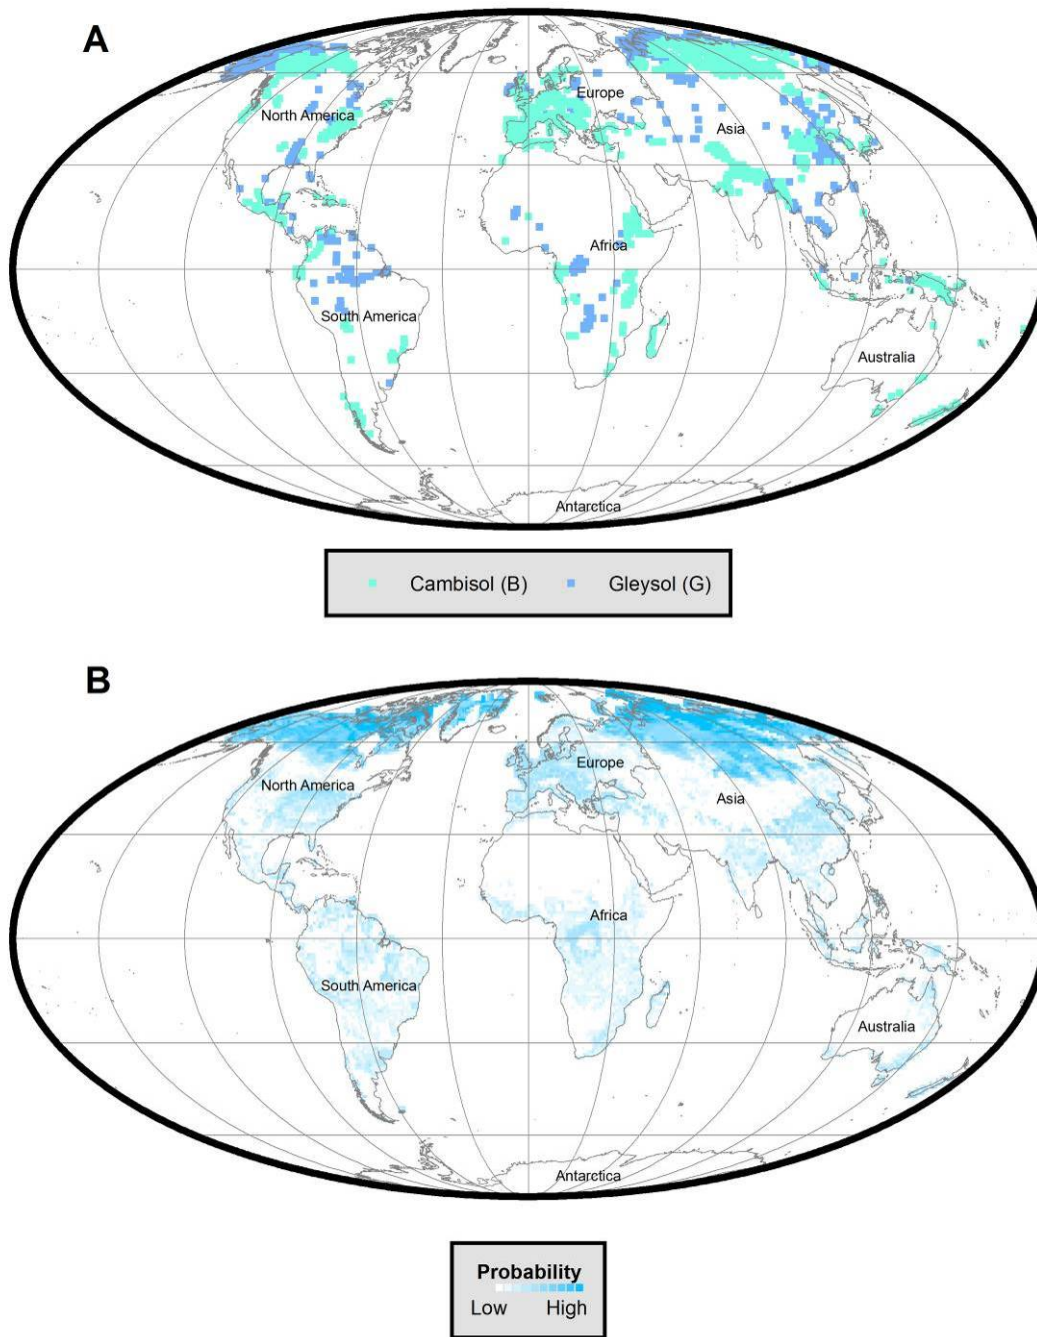 A
North America
Europe
Asia
Africa
South America
Australia
Antarctica
Cambisol (B)
Gleysol (G)
B
North America
Europe
Asia
Africa
South America
Australia
Antarctica
Probability
Low
High